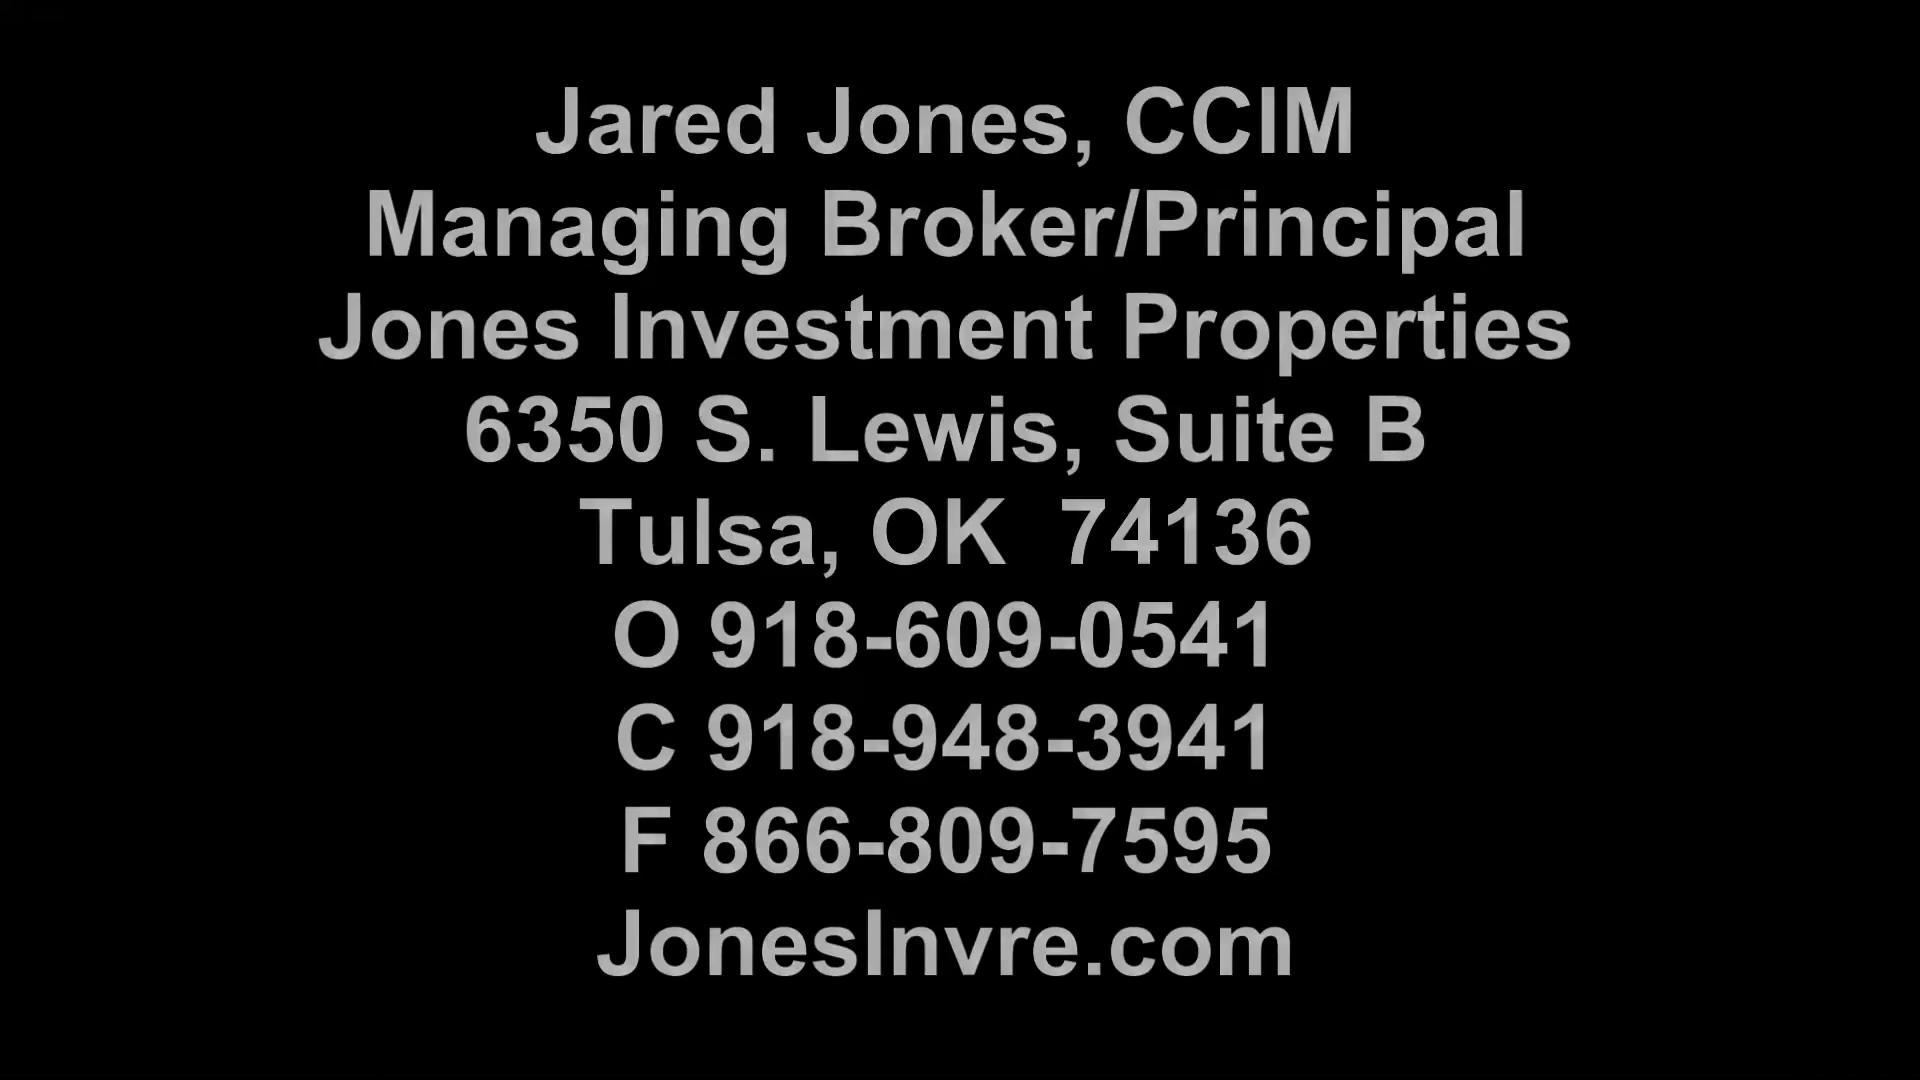 Jared Jones, CCIM
Managing Broker/Principal
Jones Investment Properties
6350 S. Lewis, Suite B
Tulsa, OK  74136
O 918-609-0541
C 918-948-3941
F 866-809-7595
JonesInvre.com